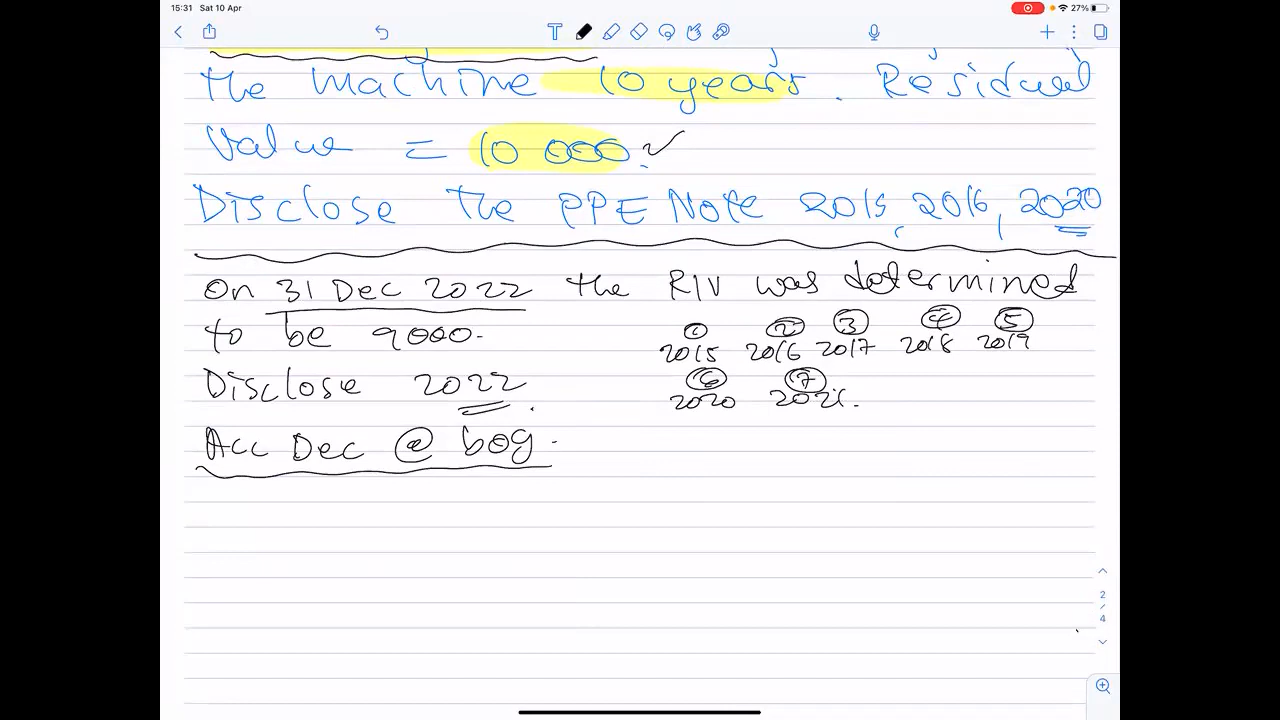 15:31 Sat 10 Apr
27%
T
the machine 10 years. Residual
Value = 10 000 ✓
Disclose the PPE Note 2015, 2016, 2020
On 31 Dec 2022 the R/V was determined
to be 9000.
① ② ③ ④ ⑤
2015 2016 2017 2018 2019
Disclose 2022.
⑥ ⑦
2020 2021.
Acc Dec @ bog.
2
/
4